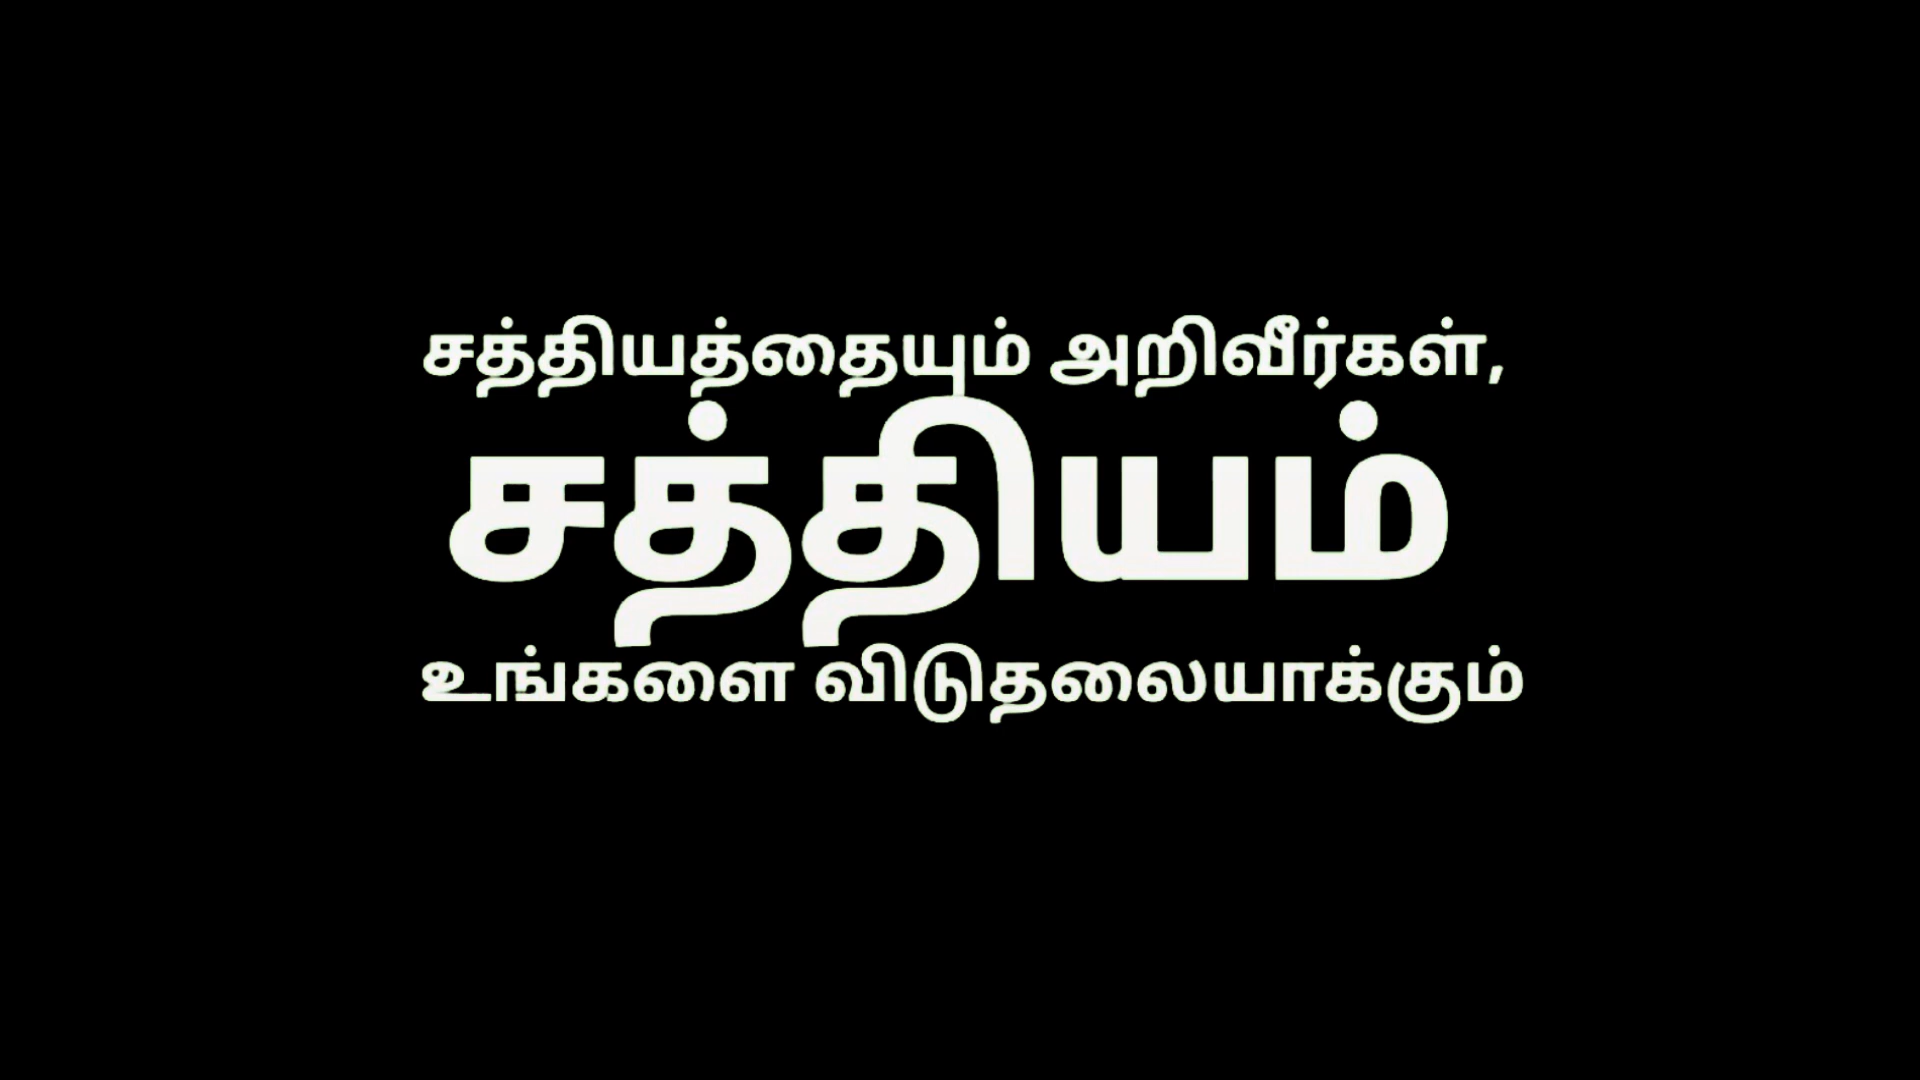 சத்தியத்தையும் அறிவீர்கள்,
சத்தியம்
உங்களை விடுதலையாக்கும்